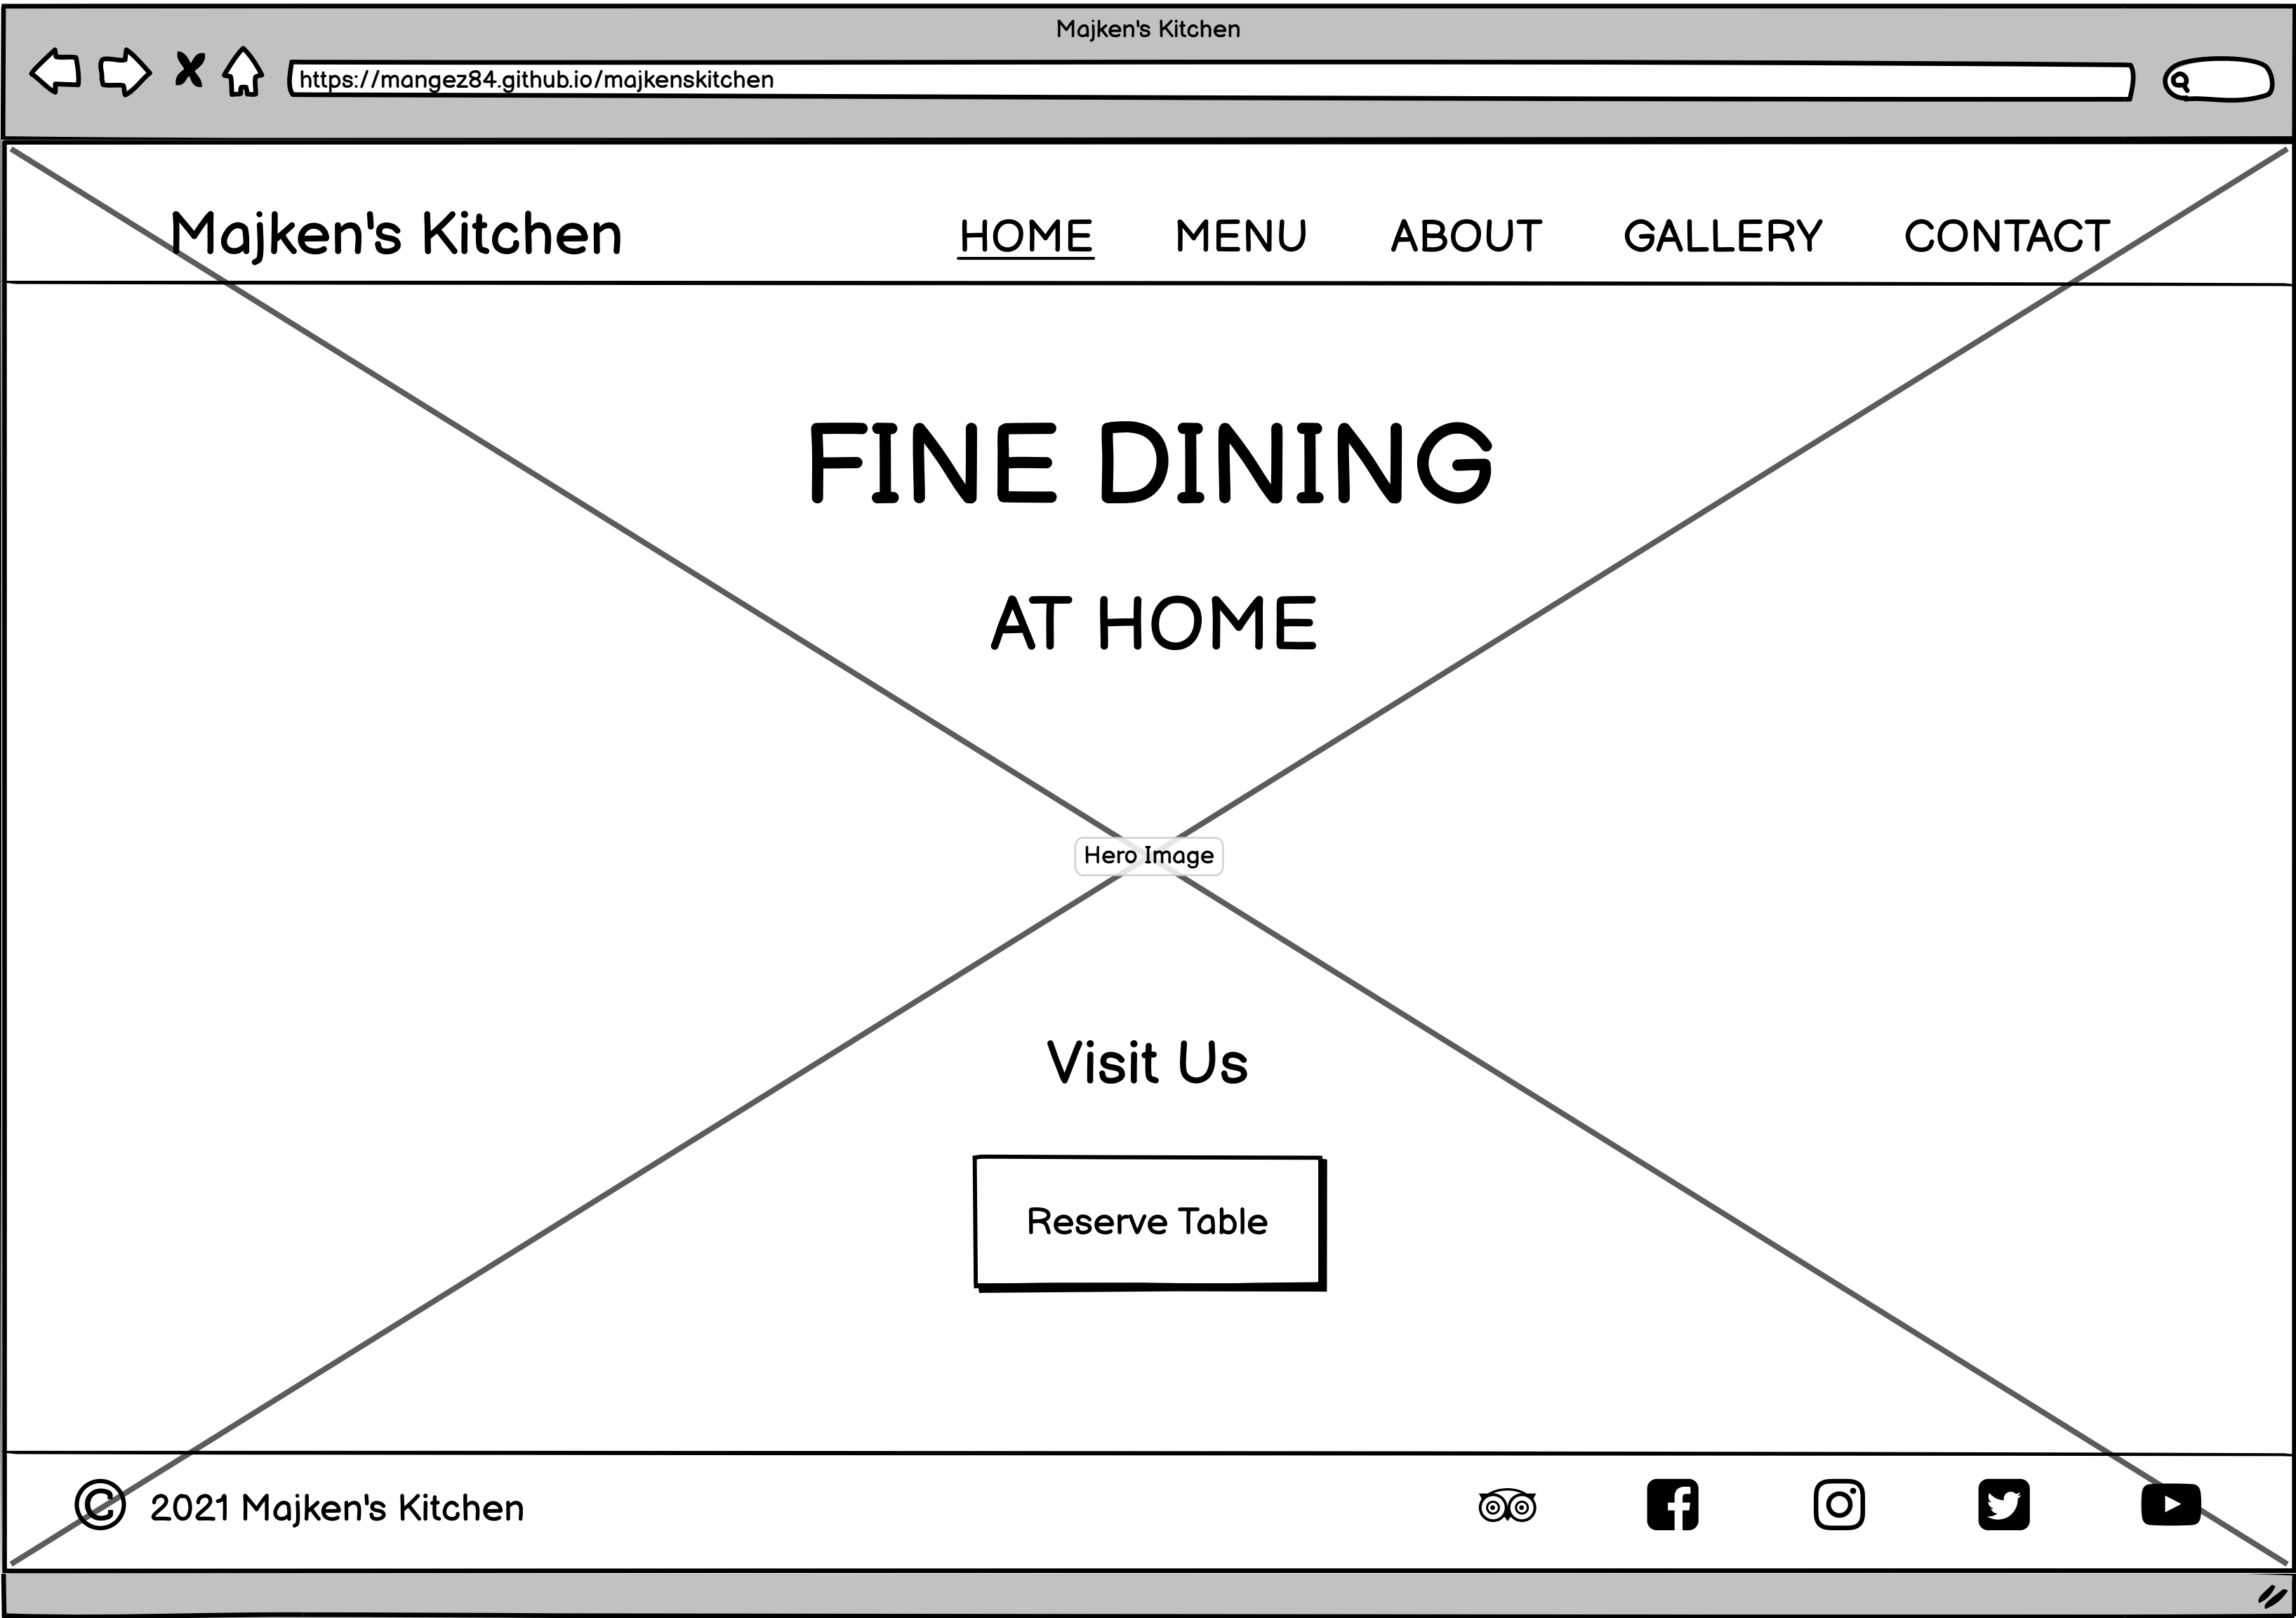 Majken's Kitchen
https://mangez84.github.io/majkenskitchen
Majken's Kitchen HOME MENU ABOUT GALLERY CONTACT
FINE DINING
AT HOME
Hero Image
Visit Us
Reserve Table
© 2021 Majken's Kitchen